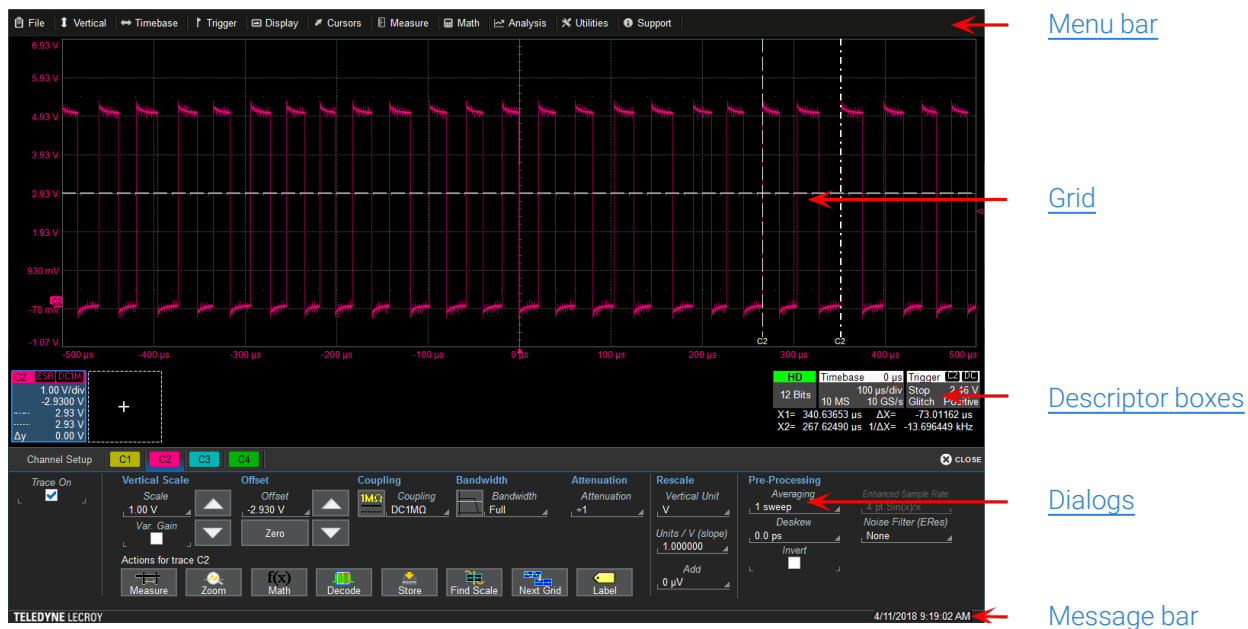 File Vertical Timebase Trigger Display Cursors Measure Math Analysis Utilities Support
Menu bar
6.93 V
5.93 V
4.93 V
3.93 V
2.93 V
1.93 V
930 mV
-70 mV
-1.07 V
C2
Grid
C2 C2
-500 µs -400 µs -300 µs -200 µs -100 µs 0 µs 100 µs 200 µs 300 µs 400 µs 500 µs
C2 ESR DC1M
1.00 V/div
-2.9300 V
2.93 V
2.93 V
Δy 0.00 V
+
HD Timebase 0 µs Trigger C2 DC
12 Bits 100 µs/div Stop 2.46 V
10 MS 10 GS/s Glitch Positive
X1= 340.63653 µs ΔX= -73.01162 µs
X2= 267.62490 µs 1/ΔX= -13.696449 kHz
Descriptor boxes
Channel Setup C1 C2 C3 C4 CLOSE
Trace On Vertical Scale Offset Coupling Bandwidth Attenuation Rescale Pre-Processing
Scale Offset Coupling Bandwidth Attenuation Vertical Unit Averaging Enhanced Sample Rate
1.00 V -2.930 V 1MΩ DC1MΩ Full ÷1 V 1 sweep 4 pt Sin(x)/x
Dialogs
Var. Gain Zero Units / V (slope) Deskew Noise Filter (ERes)
1.000000 0.0 ps None
Invert
Actions for trace C2
Add
0 µV
Measure Zoom f(x) Math Decode Store Find Scale Next Grid Label
TELEDYNE LECROY 4/11/2018 9:19:02 AM
Message bar